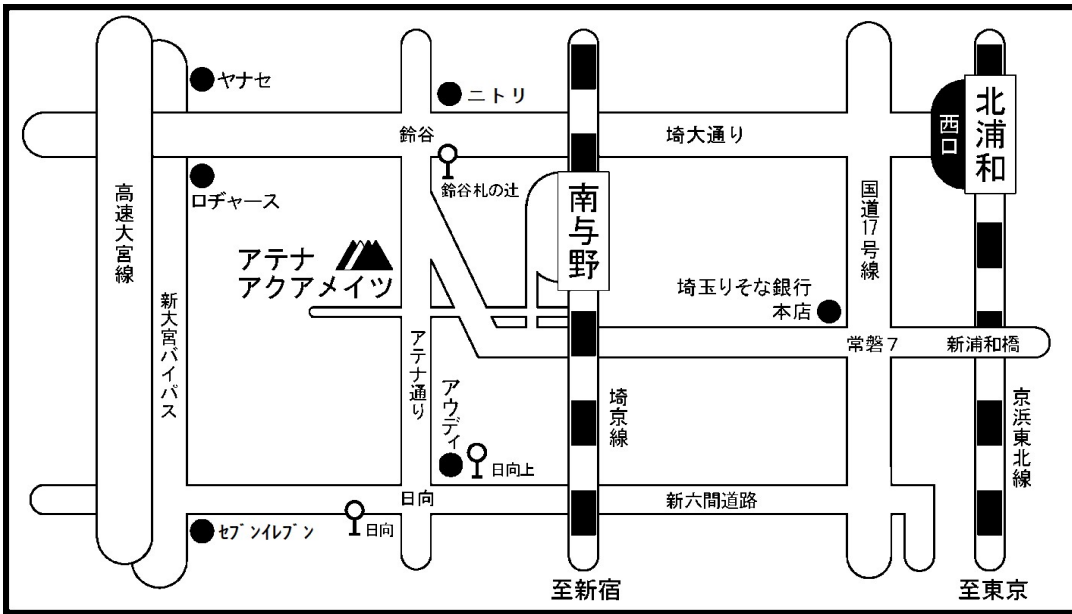 ヤナセ
ニトリ
鈴谷
埼大通り
西口
北浦和
鈴谷札の辻
ロヂャース
高速大宮線
南与野
国道17号線
アテナ
アクアメイツ
埼玉りそな銀行
本店
新大宮バイパス
アテナ通り
常磐7
新浦和橋
アウディ
埼京線
京浜東北線
日向上
日向
新六間道路
セブンイレブン
日向
至新宿
至東京